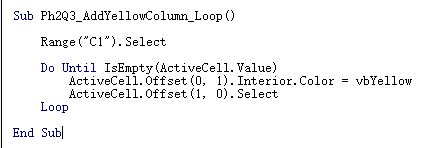 Sub Ph2Q3_AddYellowColumn_Loop()
Range("C1").Select
Do Until IsEmpty(ActiveCell.Value)
ActiveCell.Offset(0, 1).Interior.Color = vbYellow
ActiveCell.Offset(1, 0).Select
Loop
End Sub